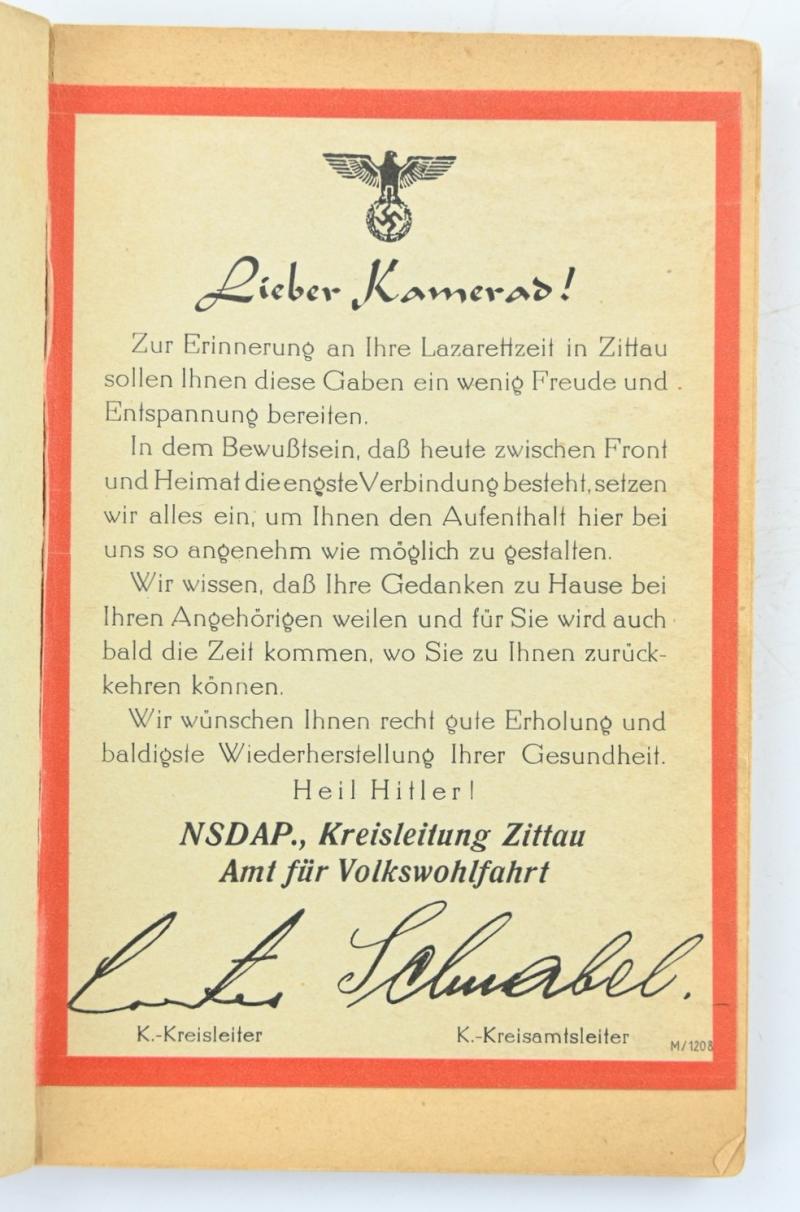 Lieber Kamerad!
Zur Erinnerung an Ihre Lazarettzeit in Zittau
sollen Ihnen diese Gaben ein wenig Freude und
Entspannung bereiten.
In dem Bewußtsein, daß heute zwischen Front
und Heimat die engste Verbindung besteht, setzen
wir alles ein, um Ihnen den Aufenthalt hier bei
uns so angenehm wie möglich zu gestalten.
Wir wissen, daß Ihre Gedanken zu Hause bei
Ihren Angehörigen weilen und für Sie wird auch
bald die Zeit kommen, wo Sie zu Ihnen zurück-
kehren können.
Wir wünschen Ihnen recht gute Erholung und
baldigste Wiederherstellung Ihrer Gesundheit.
Heil Hitler!
NSDAP., Kreisleitung Zittau
Amt für Volkswohlfahrt
Schnabel.
K.-Kreisleiter K.-Kreisamtsleiter
M/1208